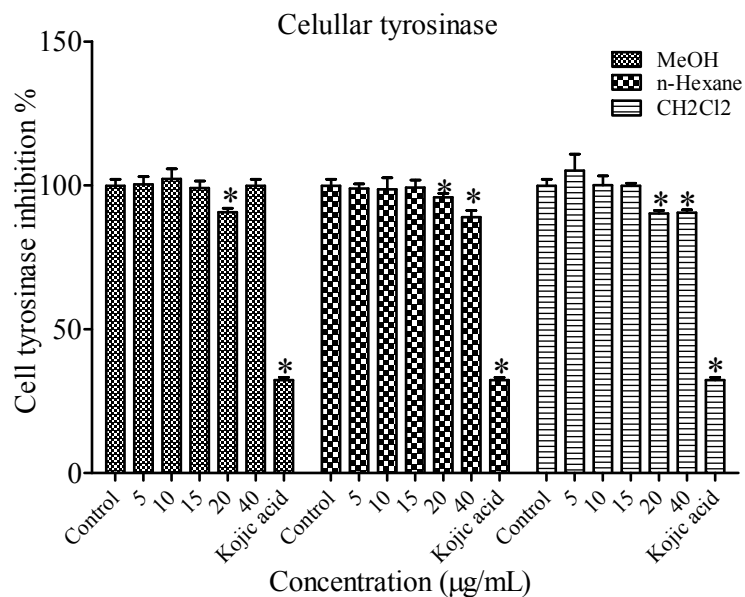 Celullar tyrosinase
MeOH
n-Hexane
CH2Cl2
Cell tyrosinase inhibition %
150
100
50
0
* * * * * * * *
Control 5 10 15 20 40 Kojic acid Control 5 10 15 20 40 Kojic acid Control 5 10 15 20 40 Kojic acid
Concentration (μg/mL)